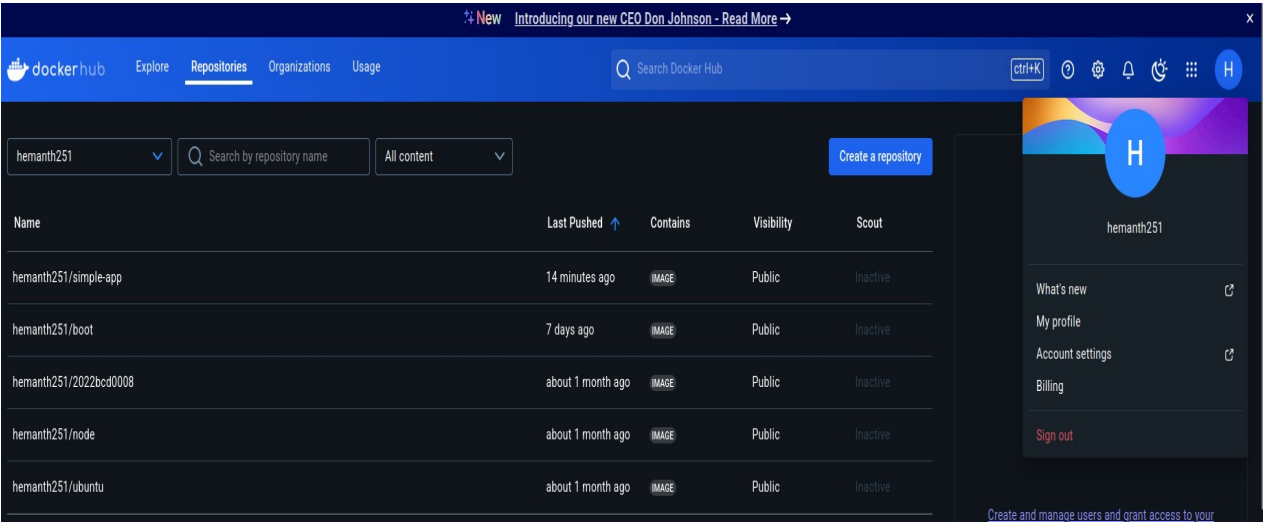 New Introducing our new CEO Don Johnson - Read More →
dockerhub Explore Repositories Organizations Usage Search Docker Hub ctrl+K H
hemanth251 Search by repository name All content Create a repository
H
hemanth251
Name Last Pushed ↑ Contains Visibility Scout
hemanth251/simple-app 14 minutes ago IMAGE Public Inactive
hemanth251/boot 7 days ago IMAGE Public Inactive
hemanth251/2022bcd0008 about 1 month ago IMAGE Public Inactive
hemanth251/node about 1 month ago IMAGE Public Inactive
hemanth251/ubuntu about 1 month ago IMAGE Public Inactive
What's new
My profile
Account settings
Billing
Sign out
Create and manage users and grant access to your